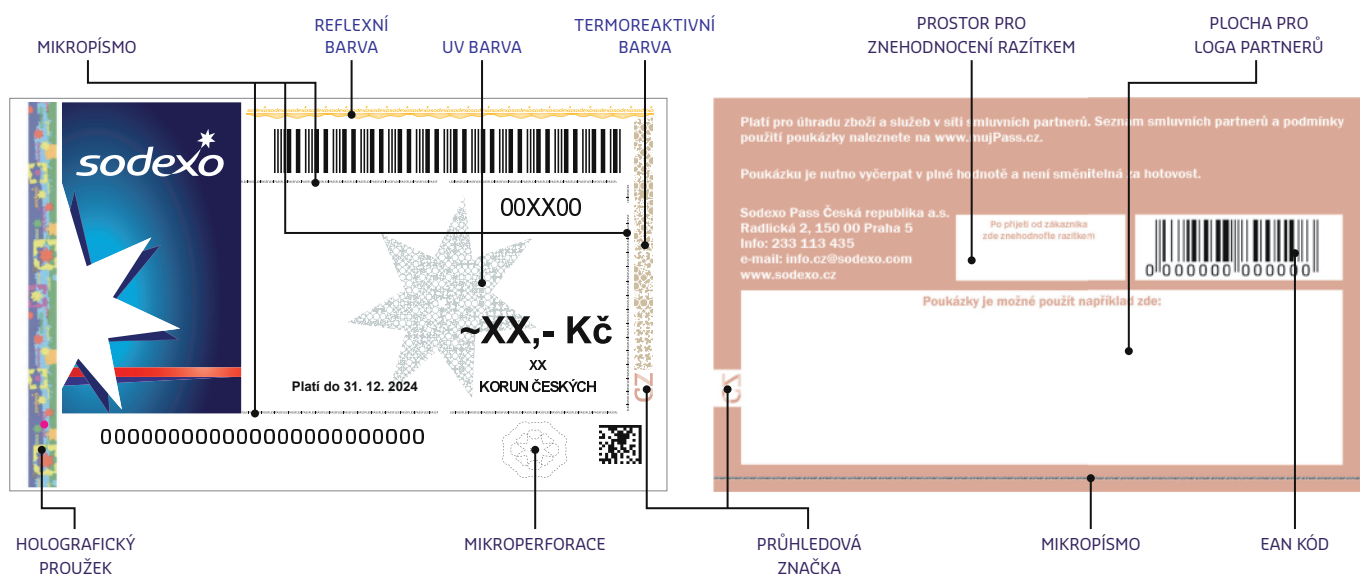 MIKROPÍSMO
REFLEXNÍ
BARVA
UV BARVA
TERMOREAKTIVNÍ
BARVA
PROSTOR PRO
ZNEHODNOCENÍ RAZÍTKEM
PLOCHA PRO
LOGA PARTNERŮ
sodexo
00XX00
~XX,- Kč
XX
KORUN ČESKÝCH
Platí do 31. 12. 2024
CZ
000000000000000000000000
Platí pro úhradu zboží a služeb v síti smluvních partnerů. Seznam smluvních partnerů a podmínky
použití poukázky naleznete na www.mujPass.cz.
Poukázku je nutno vyčerpat v plné hodnotě a není směnitelná za hotovost.
Sodexo Pass Česká republika a.s.
Radlická 2, 150 00 Praha 5
Info: 233 113 435
e-mail: info.cz@sodexo.com
www.sodexo.cz
Po přijetí od zákazníka
zde znehodnoťte razítkem
0 000000 000000
Poukázky je možné použít například zde:
CZ
HOLOGRAFICKÝ
PROUŽEK
MIKROPERFORACE
PRŮHLEDOVÁ
ZNAČKA
MIKROPÍSMO
EAN KÓD